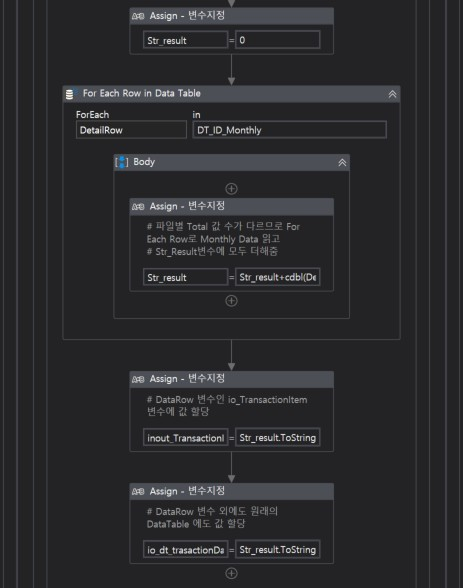 A↔B Assign - 변수지정
Str_result = 0
For Each Row in Data Table
ForEach in
DetailRow DT_ID_Monthly
Body
A↔B Assign - 변수지정
# 파일별 Total 값 수가 다르므로 For
Each Row로 Monthly Data 읽고
# Str_Result변수에 모두 더해줌
Str_result = Str_result+cdbl(De
A↔B Assign - 변수지정
# DataRow 변수인 io_TransactionItem
변수에 값 할당
inout_TransactionI = Str_result.ToString
A↔B Assign - 변수지정
# DataRow 변수 외에도 원래의
DataTable 에도 값 할당
io_dt_trasactionDa = Str_result.ToString